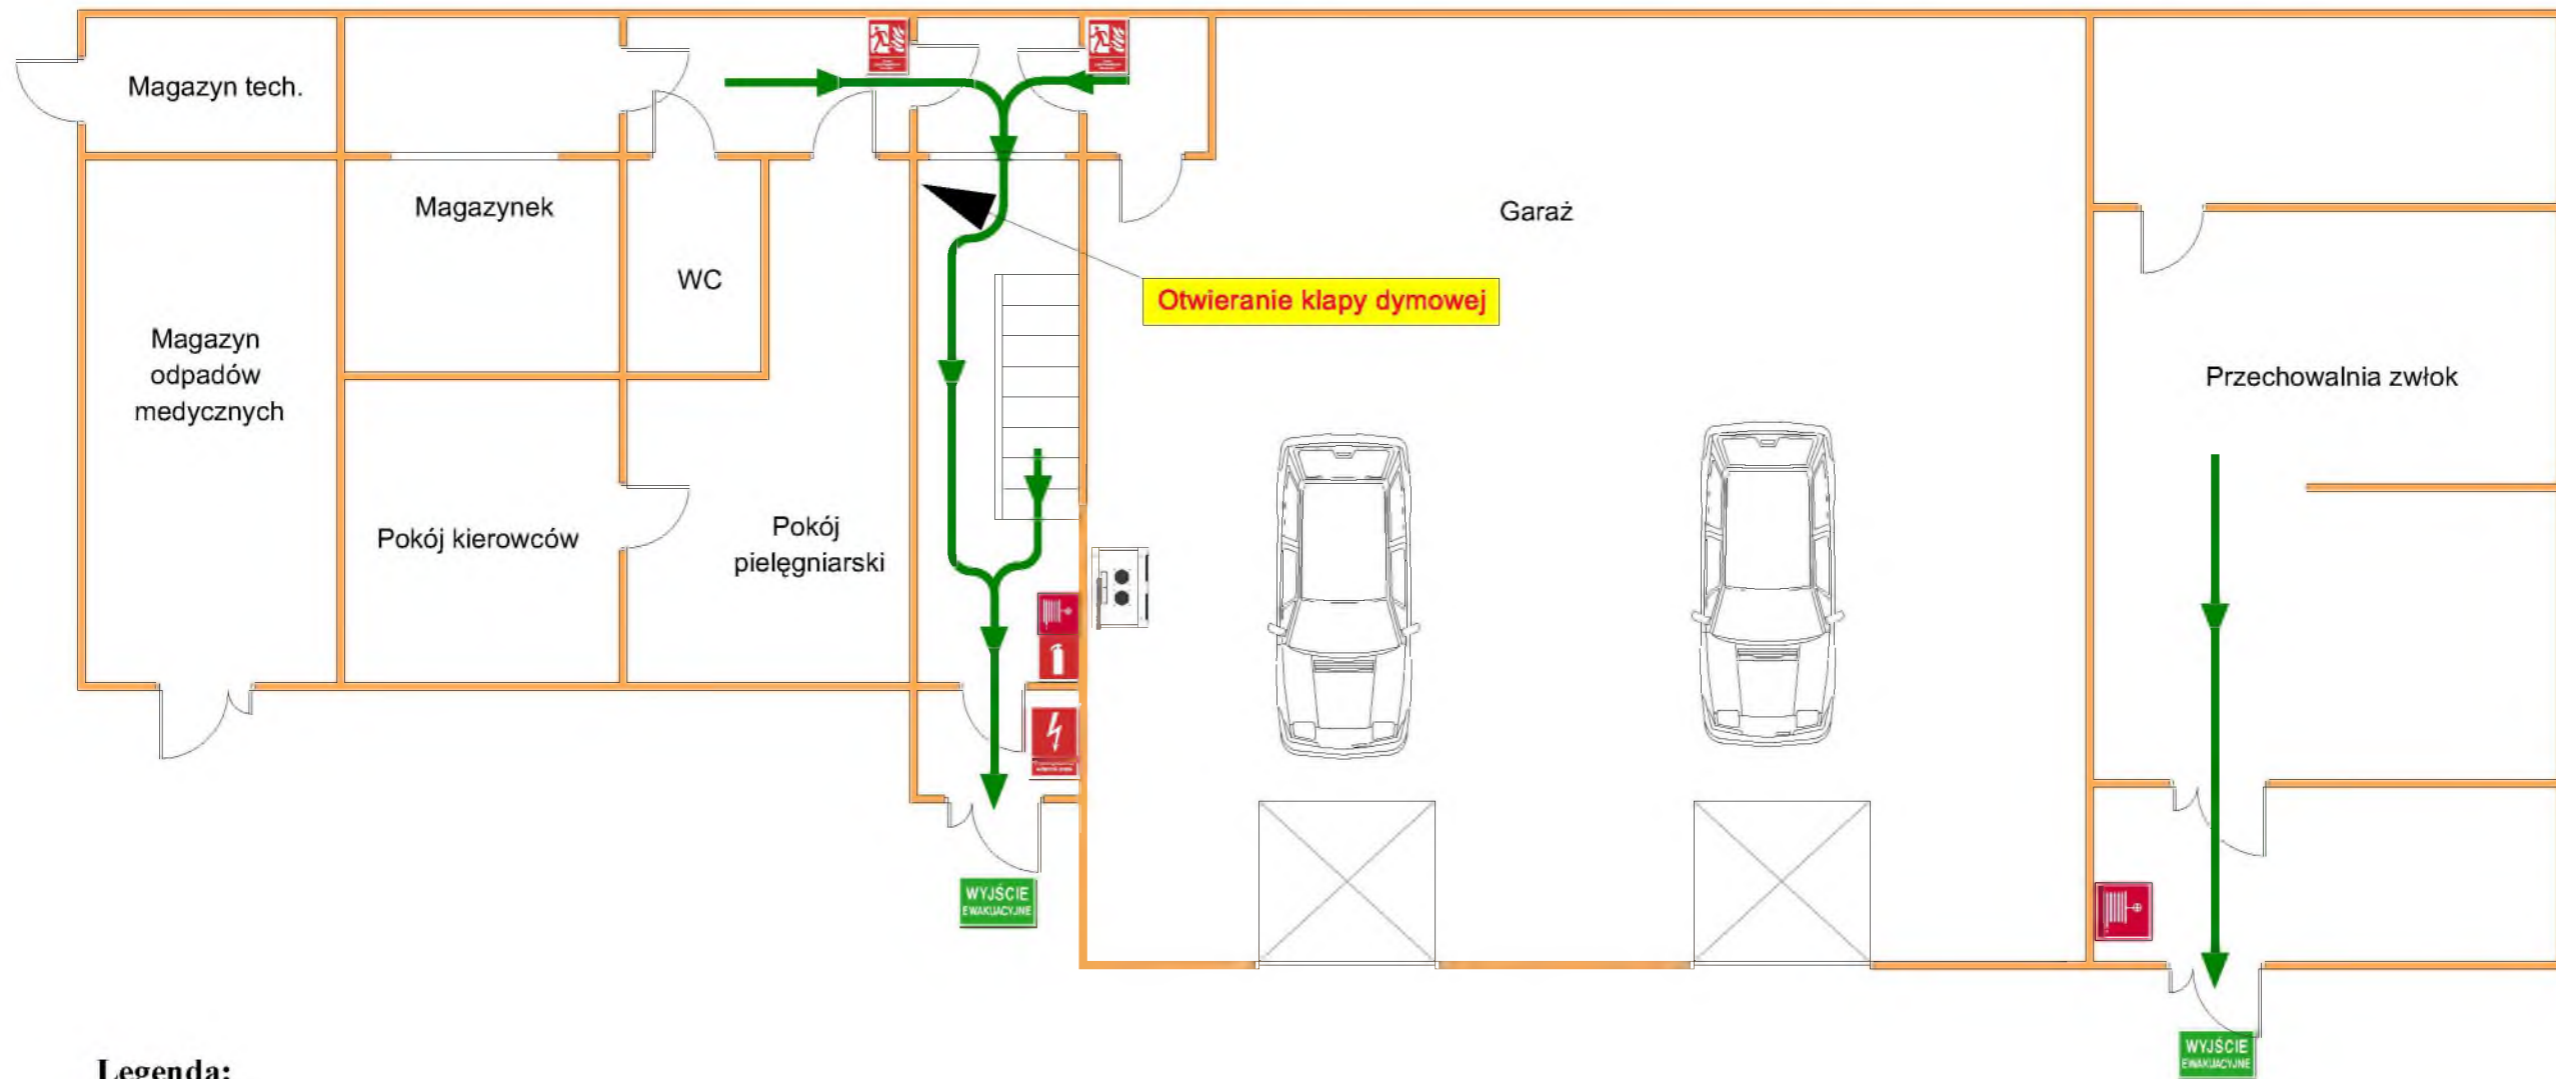 Magazyn tech.
Magazynek
Garaż
WC
Otwieranie klapy dymowej
Magazyn
odpadów
medycznych
Przechowalnia zwłok
Pokój kierowców
Pokój
pielęgniarski
WYJŚCIE
EWAKUACYJNE
WYJŚCIE
EWAKUACYJNE
Legenda: